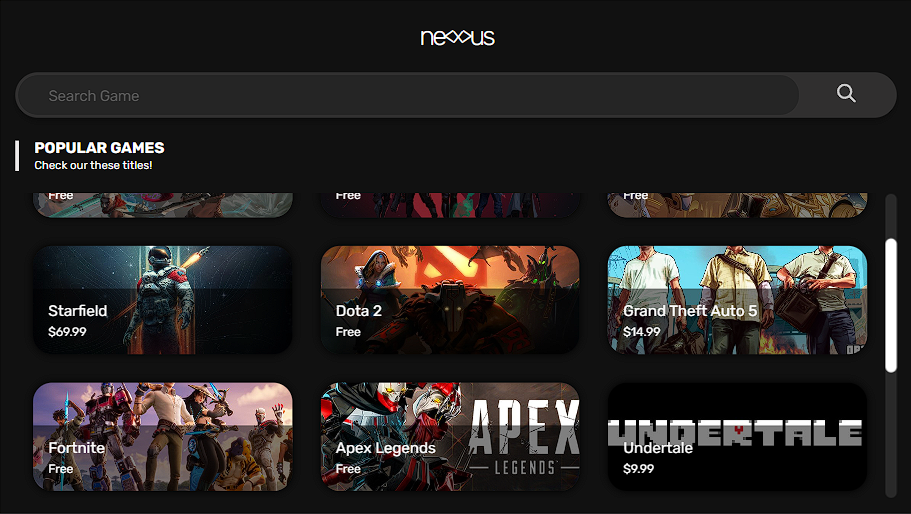 nexxus
Search Game
POPULAR GAMES
Check our these titles!
Free
Free
Free
Starfield
$69.99
Dota 2
Free
Grand Theft Auto 5
$14.99
Fortnite
Free
APEX
LEGENDS
Apex Legends
Free
UNDERTALE
Undertale
$9.99